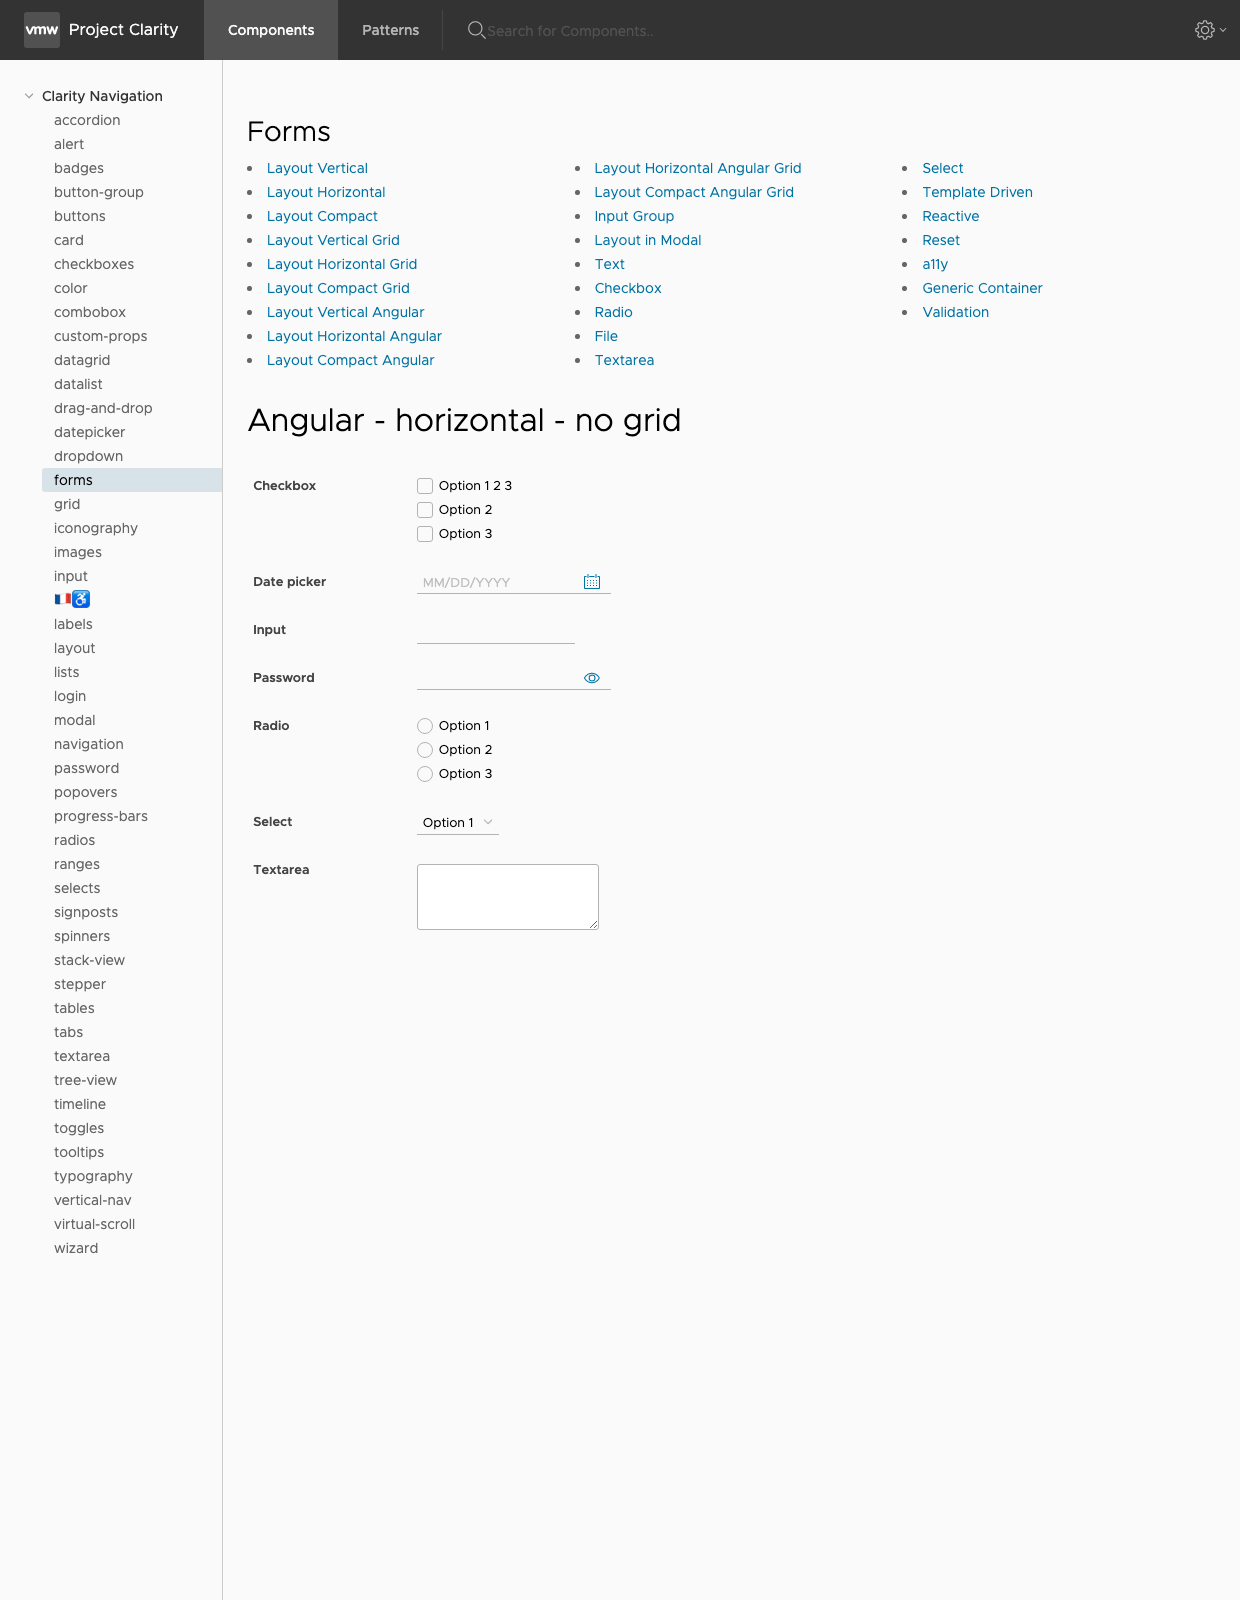 vmw Project Clarity Components Patterns Search for Components..
Clarity Navigation
accordion
alert
badges
button-group
buttons
card
checkboxes
color
combobox
custom-props
datagrid
datalist
drag-and-drop
datepicker
dropdown
forms
grid
iconography
images
input
🇫🇷♿
labels
layout
lists
login
modal
navigation
password
popovers
progress-bars
radios
ranges
selects
signposts
spinners
stack-view
stepper
tables
tabs
textarea
tree-view
timeline
toggles
tooltips
typography
vertical-nav
virtual-scroll
wizard
Forms
Layout Vertical
Layout Horizontal
Layout Compact
Layout Vertical Grid
Layout Horizontal Grid
Layout Compact Grid
Layout Vertical Angular
Layout Horizontal Angular
Layout Compact Angular
Layout Horizontal Angular Grid
Layout Compact Angular Grid
Input Group
Layout in Modal
Text
Checkbox
Radio
File
Textarea
Select
Template Driven
Reactive
Reset
a11y
Generic Container
Validation
Angular - horizontal - no grid
Checkbox
Option 1 2 3
Option 2
Option 3
Date picker
MM/DD/YYYY
Input
Password
Radio
Option 1
Option 2
Option 3
Select
Option 1
Textarea